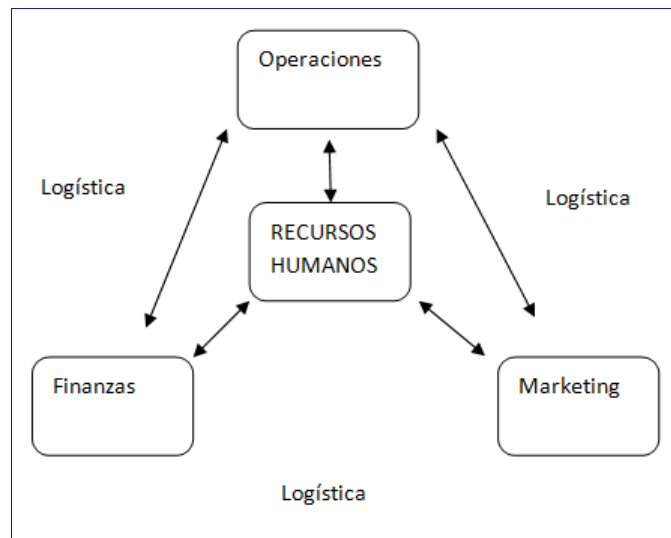 Operaciones
Logística
Logística
RECURSOS
HUMANOS
Finanzas
Marketing
Logística